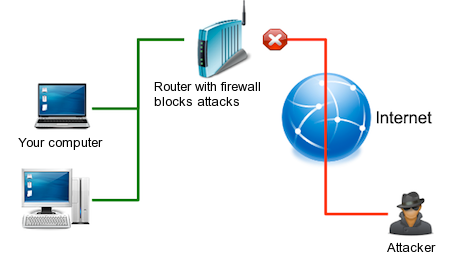 Router with firewall
blocks attacks
Internet
Your computer
Attacker